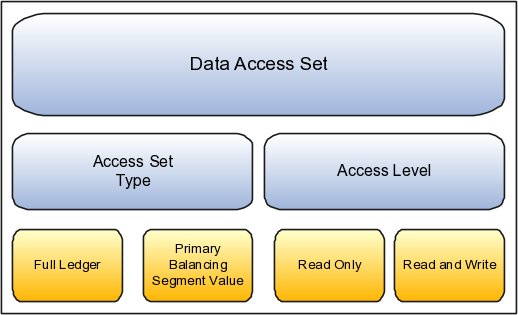 Data Access Set
Access Set
Type
Access Level
Full Ledger
Primary
Balancing
Segment Value
Read Only
Read and Write